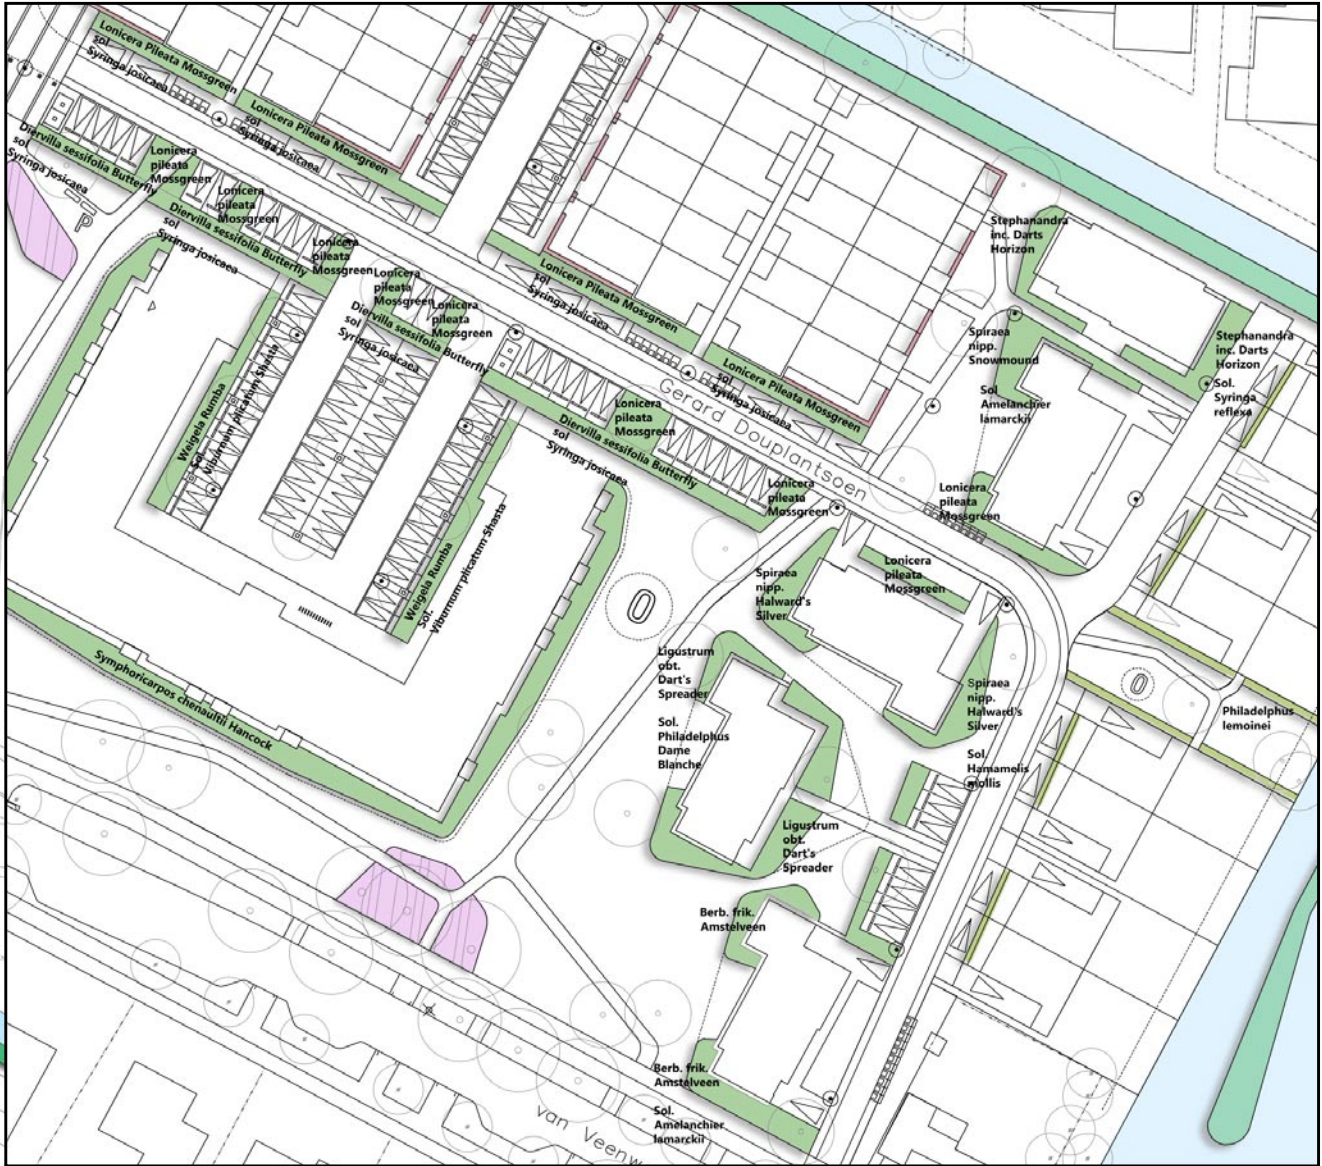 Lonicera Pileata Mossgreen
sol
Syringa josicaea
Lonicera Pileata Mossgreen
sol
Syringa josicaea
Diervilla sessifolia Butterfly
sol
Syringa josicaea
Lonicera
pileata
Mossgreen
P
Lonicera
pileata
Mossgreen
Diervilla sessifolia Butterfly
sol
Syringa josicaea
Lonicera
pileata
Mossgreen
Lonicera
pileata
Mossgreen
Lonicera
pileata
Mossgreen
Diervilla sessifolia Butterfly
sol
Syringa josicaea
Lonicera Pileata Mossgreen
sol
Syringa josicaea
Lonicera Pileata Mossgreen
sol
Syringa josicaea
Gerard Douplantsoen
Stephanandra
inc. Darts
Horizon
Spiraea
nipp.
Snowmound
Sol
Amelanchier
lamarckii
Stephanandra
inc. Darts
Horizon
Sol.
Syringa
reflexa
Weigela Rumba
Sol.
Viburnum plicatum Shasta
Lonicera
pileata
Mossgreen
Diervilla sessifolia Butterfly
sol
Syringa josicaea
Lonicera
pileata
Mossgreen
Lonicera
pileata
Mossgreen
Weigela Rumba
Sol.
Viburnum plicatum Shasta
Spiraea
nipp.
Halward's
Silver
Lonicera
pileata
Mossgreen
Symphoricarpos chenaultii Hancock
Ligustrum
obt.
Dart's
Spreader
Sol.
Philadelphus
Dame
Blanche
Spiraea
nipp.
Halward's
Silver
Sol.
Hamamelis
mollis
Philadelphus
lemoinei
Ligustrum
obt.
Dart's
Spreader
Berb. frik.
Amstelveen
Berb. frik.
Amstelveen
Sol.
Amelanchier
lamarckii
van Veenw